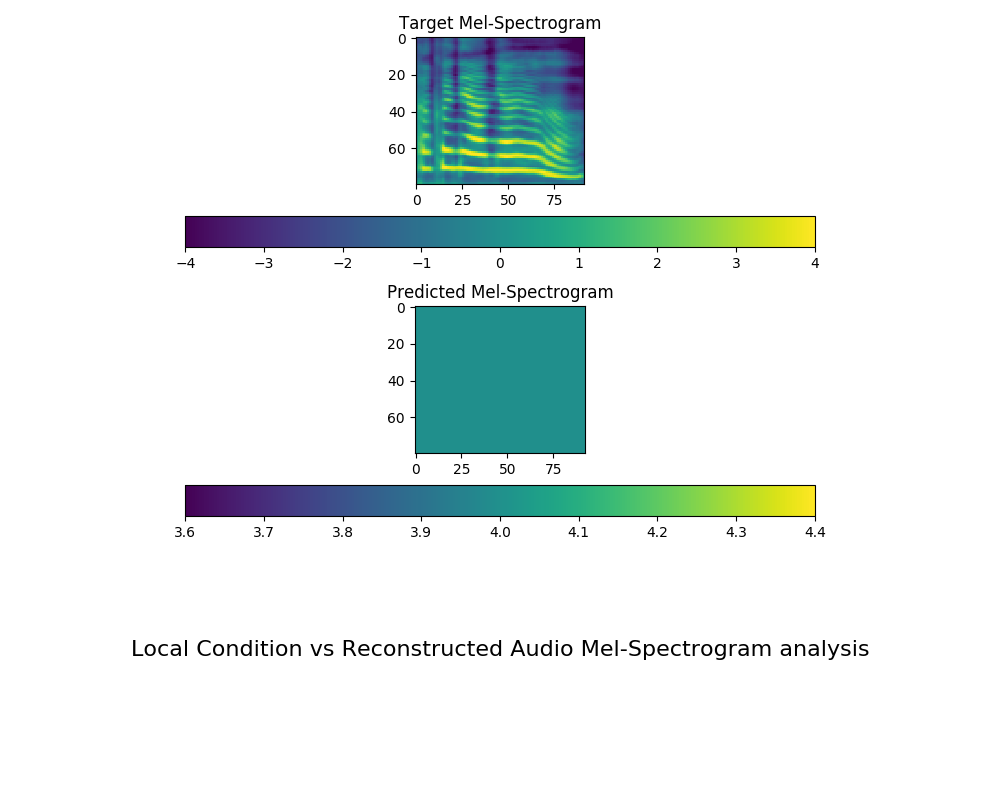 Target Mel-Spectrogram
0
20
40
60
0 25 50 75
−4 −3 −2 −1 0 1 2 3 4
Predicted Mel-Spectrogram
0
20
40
60
0 25 50 75
3.6 3.7 3.8 3.9 4.0 4.1 4.2 4.3 4.4
Local Condition vs Reconstructed Audio Mel-Spectrogram analysis